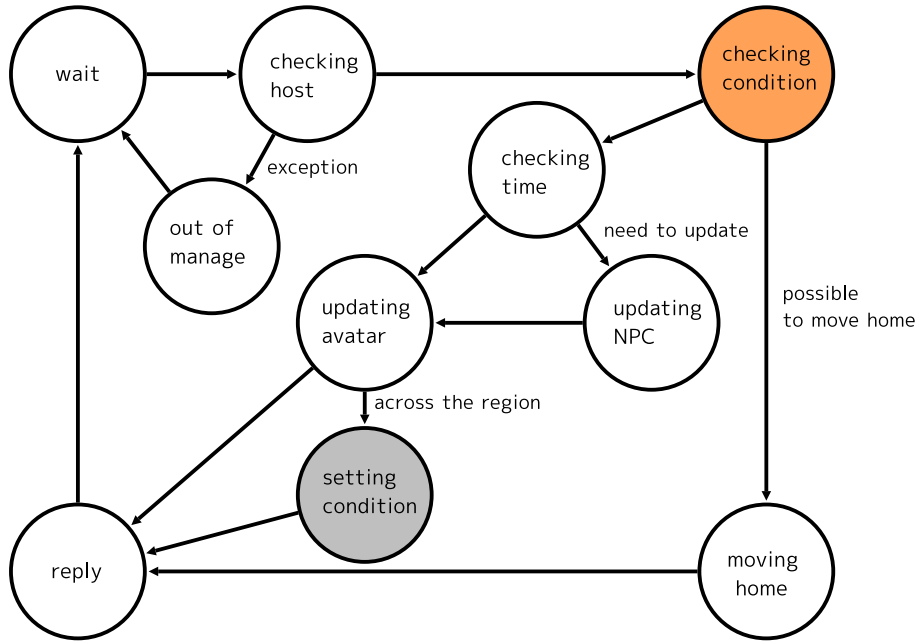 wait
checking
host
checking
condition
exception
checking
time
out of
manage
need to update
updating
avatar
updating
NPC
possible
to move home
across the region
setting
condition
reply
moving
home